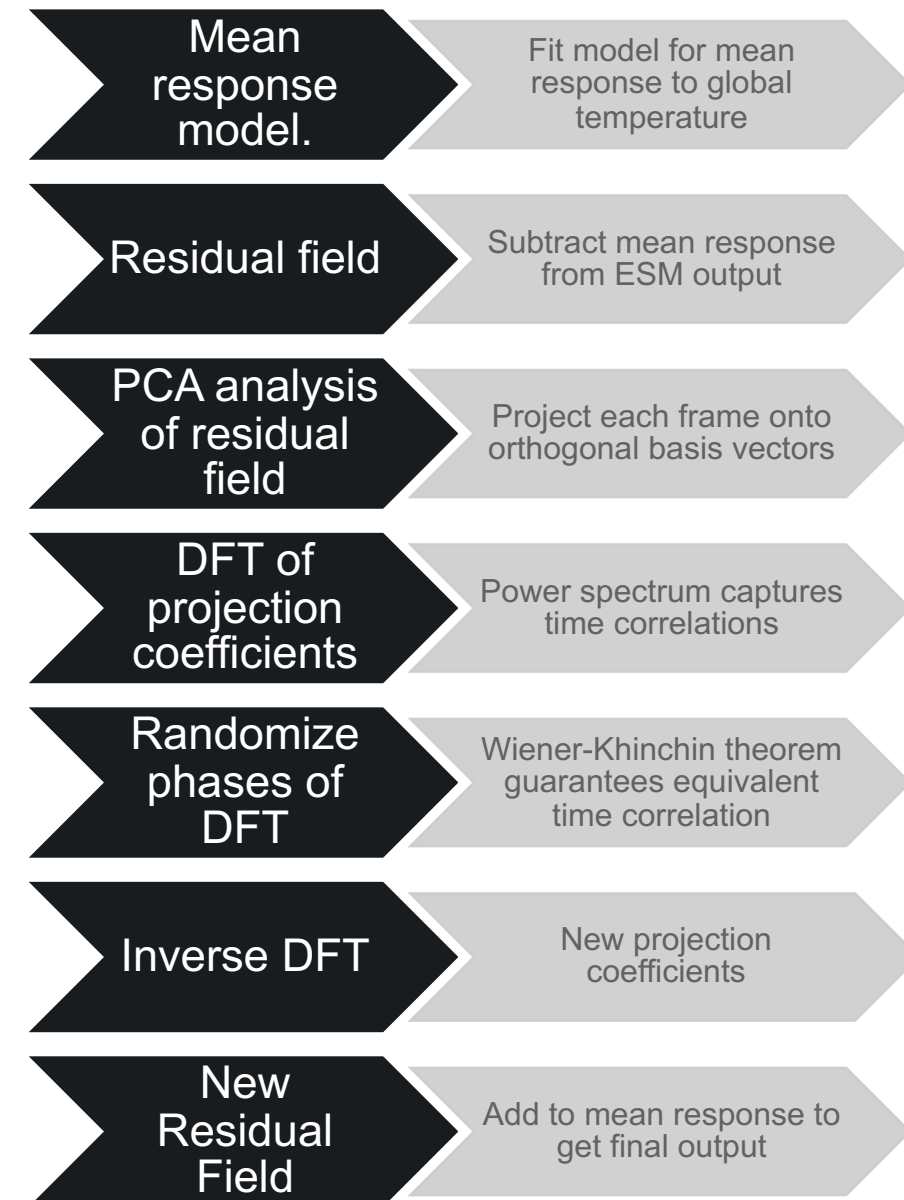 Mean
response
model.
Fit model for mean
response to global
temperature
Residual field
Subtract mean response
from ESM output
PCA analysis
of residual
field
Project each frame onto
orthogonal basis vectors
DFT of
projection
coefficients
Power spectrum captures
time correlations
Randomize
phases of
DFT
Wiener-Khinchin theorem
guarantees equivalent
time correlation
Inverse DFT
New projection
coefficients
New
Residual
Field
Add to mean response to
get final output